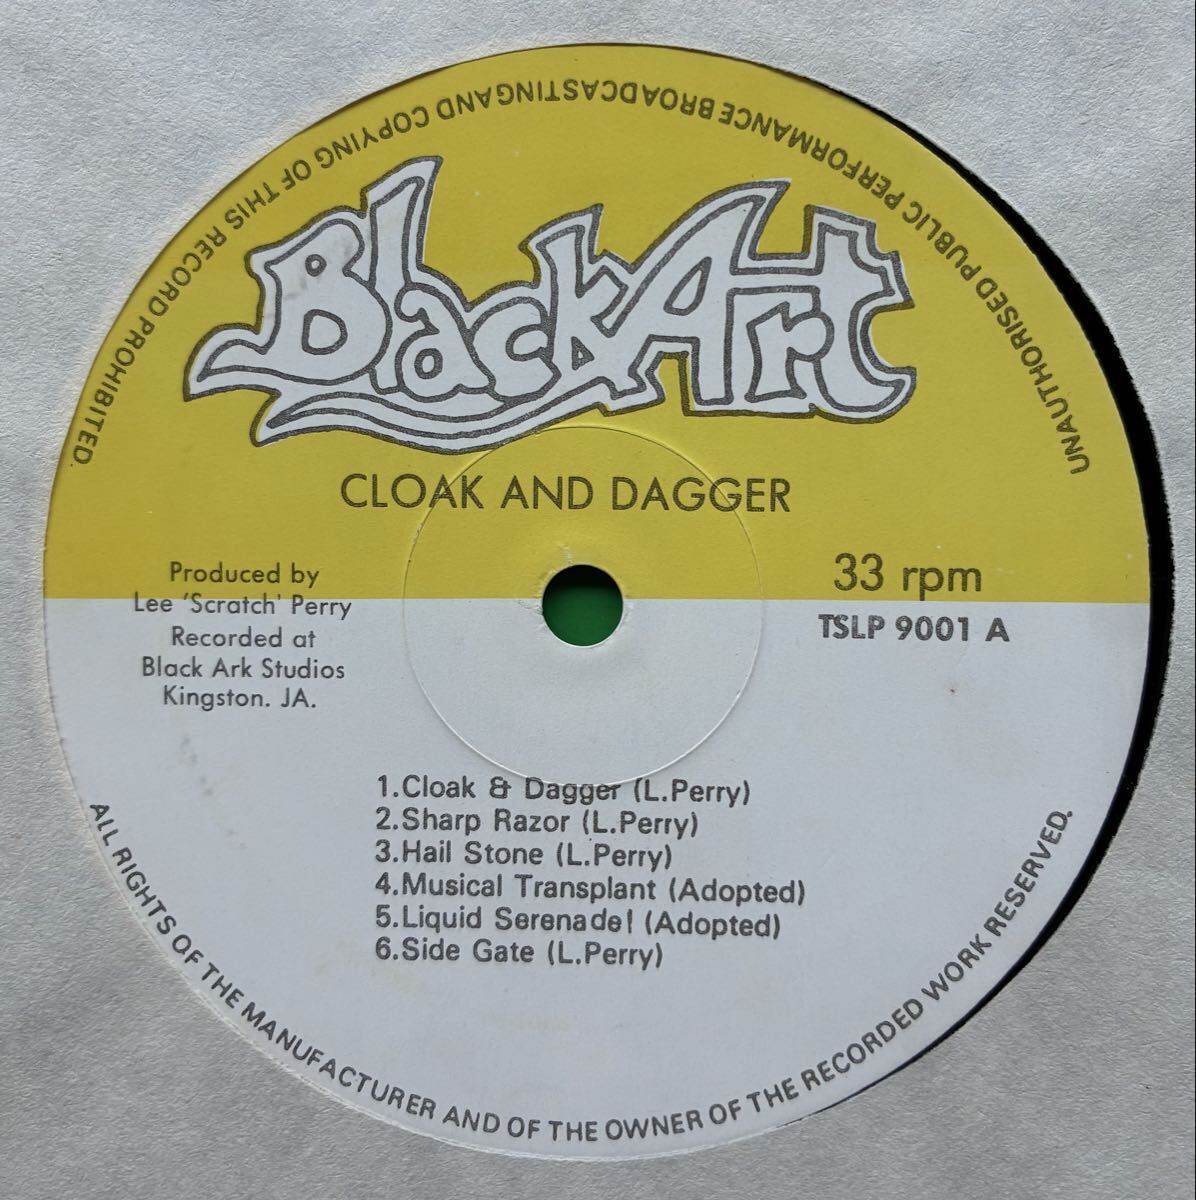 UNAUTHORISED PUBLIC PERFORMANCE BROADCASTING AND COPYING OF THIS RECORD PROHIBITED.
Black Art
CLOAK AND DAGGER
Produced by
Lee 'Scratch' Perry
Recorded at
Black Ark Studios
Kingston. JA.
33 rpm
TSLP 9001 A
1.Cloak & Dagger (L.Perry)
2.Sharp Razor (L.Perry)
3.Hail Stone (L.Perry)
4.Musical Transplant (Adopted)
5.Liquid Serenade! (Adopted)
6.Side Gate (L.Perry)
ALL RIGHTS OF THE MANUFACTURER AND OF THE OWNER OF THE RECORDED WORK RESERVED.